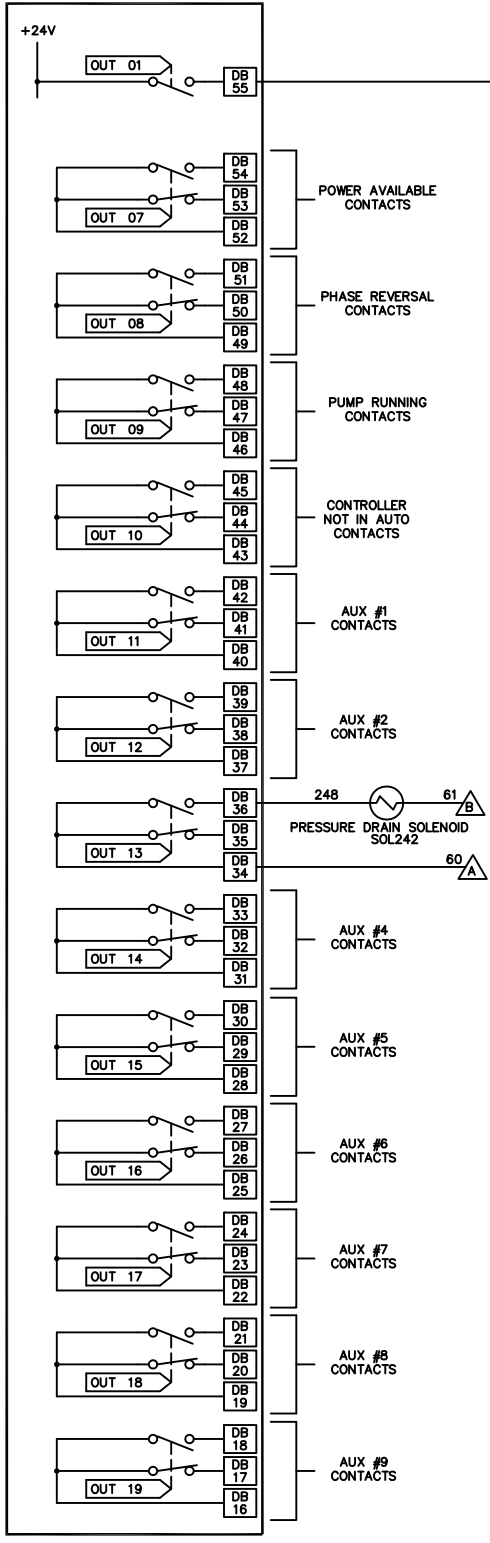 +24V
OUT 01
DB
55
DB
54
DB
53
OUT 07
DB
52
POWER AVAILABLE
CONTACTS
DB
51
DB
50
OUT 08
DB
49
PHASE REVERSAL
CONTACTS
DB
48
DB
47
OUT 09
DB
46
PUMP RUNNING
CONTACTS
DB
45
DB
44
OUT 10
DB
43
CONTROLLER
NOT IN AUTO
CONTACTS
DB
42
DB
41
OUT 11
DB
40
AUX #1
CONTACTS
DB
39
DB
38
OUT 12
DB
37
AUX #2
CONTACTS
DB
36
248
61
B
PRESSURE DRAIN SOLENOID
SOL242
DB
35
OUT 13
DB
34
60
A
DB
33
DB
32
OUT 14
DB
31
AUX #4
CONTACTS
DB
30
DB
29
OUT 15
DB
28
AUX #5
CONTACTS
DB
27
DB
26
OUT 16
DB
25
AUX #6
CONTACTS
DB
24
DB
23
OUT 17
DB
22
AUX #7
CONTACTS
DB
21
DB
20
OUT 18
DB
19
AUX #8
CONTACTS
DB
18
DB
17
OUT 19
DB
16
AUX #9
CONTACTS